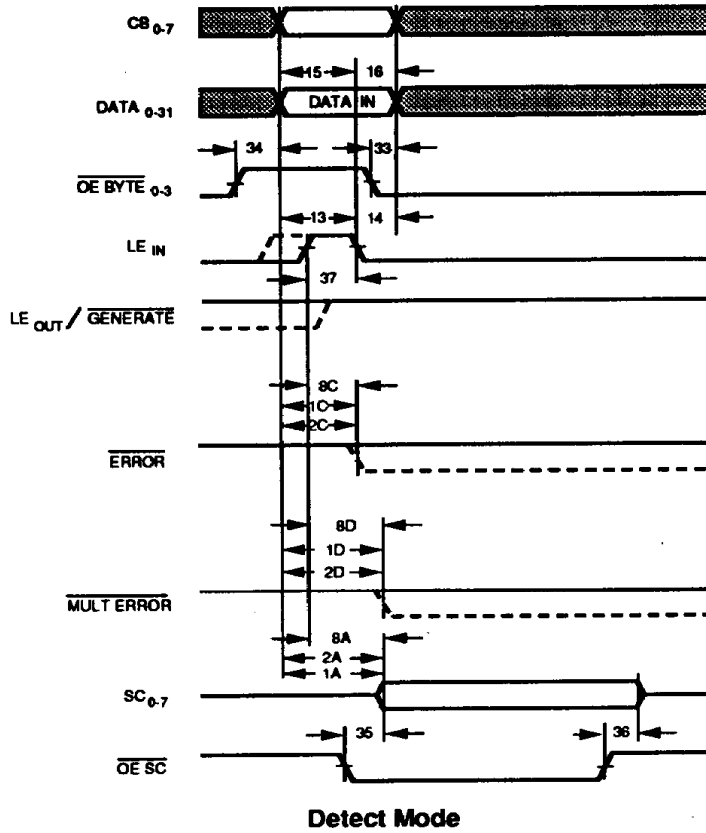 CB 0-7
15 16
DATA 0-31
DATA IN
34 33
OE BYTE 0-3
13 14
LE IN
37
LE OUT / GENERATE
8C
1C
2C
ERROR
8D
1D
2D
MULT ERROR
8A
2A
1A
SC 0-7
35 36
OE SC
Detect Mode